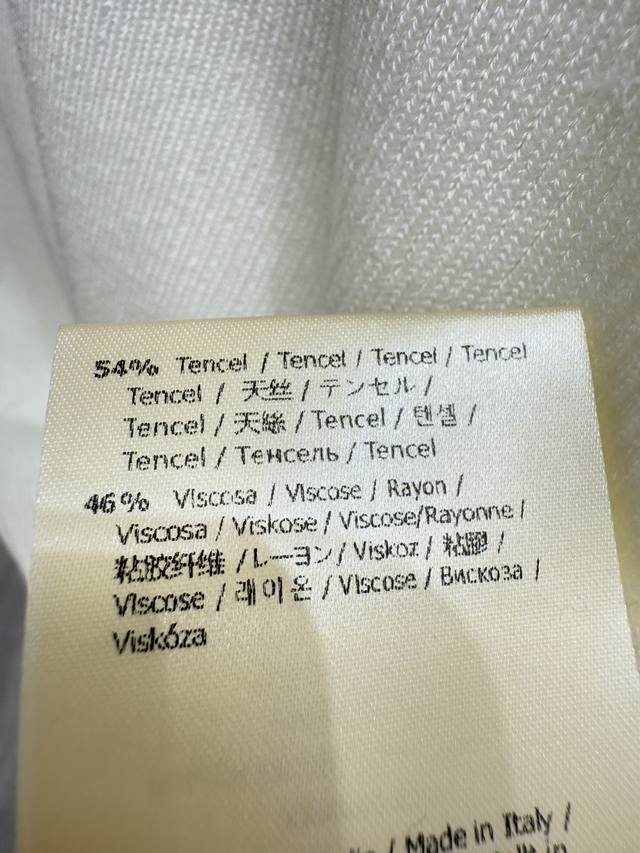 54% Tencel / Tencel / Tencel / Tencel
Tencel / 天丝 / テンセル /
Tencel / 天絲 / Tencel / 텐셀 /
Tencel / Тенсель / Tencel
46% Viscosa / Viscose / Rayon /
Viscosa / Viskose / Viscose/Rayonne /
粘胶纤维 / レーヨン / Viskoz / 粘膠 /
Viscose / 레이온 / Viscose / Вискоза /
Viskóza
/ Made in Italy /